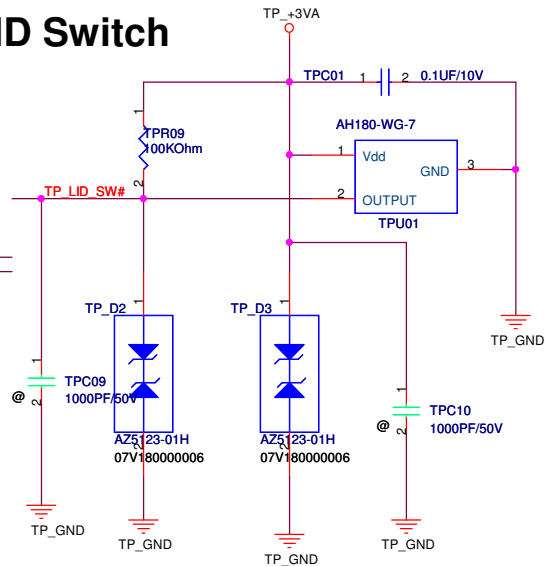 ID Switch
TP_+3VA
TPC01
1
2
0.1UF/10V
1
TPR09
100KOhm
2
AH180-WG-7
1
Vdd
GND
3
2
OUTPUT
TPU01
TP_LID_SW#
TP_GND
TP_D2
1
TP_D3
1
1
TPC09
1000PF/50V
@
2
1
TPC10
1000PF/50V
@
2
AZ5123-01H
2
07V180000006
AZ5123-01H
2
07V180000006
TP_GND
TP_GND
TP_GND
TP_GND